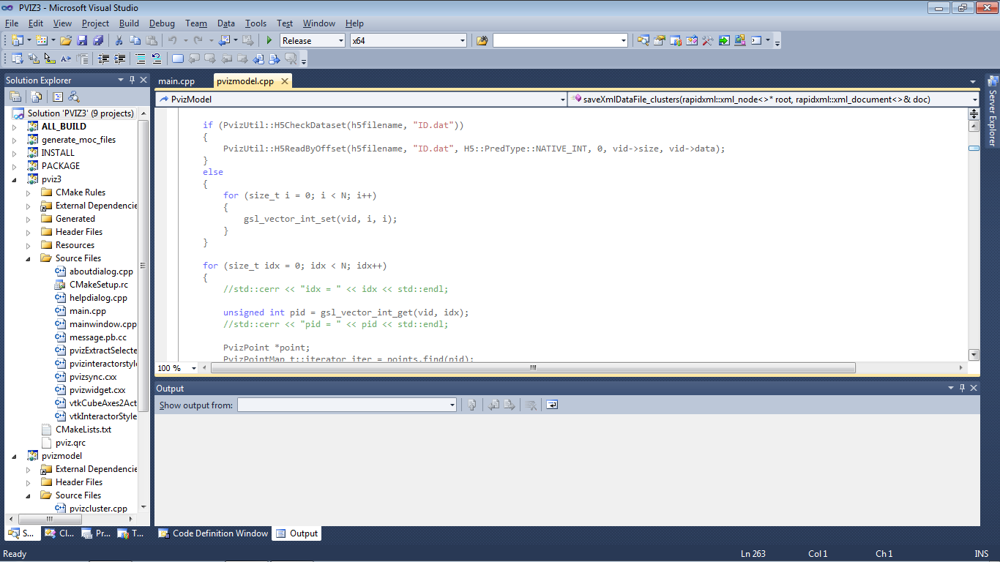 PVIZ3 - Microsoft Visual Studio
File Edit View Project Build Debug Team Data Tools Test Window Help
Release x64
Solution Explorer
Solution 'PVIZ3' (9 projects)
ALL_BUILD
generate_moc_files
INSTALL
PACKAGE
pviz3
CMake Rules
External Dependencie
Generated
Header Files
Resources
Source Files
aboutdialog.cpp
CMakeSetup.rc
helpdialog.cpp
main.cpp
mainwindow.cpp
message.pb.cc
pvizExtractSelecte
pvizinteractorstyl
pvizsync.cxx
pvizwidget.cxx
vtkCubeAxes2Act
vtkInteractorStyle
CMakeLists.txt
pviz.qrc
pvizmodel
External Dependencie
Header Files
Source Files
pvizcluster.cpp
S... Cl... Pr... T...
main.cpp pvizmodel.cpp
PvizModel saveXmlDataFile_clusters(rapidxml::xml_node<>* root, rapidxml::xml_document<>& doc)
if (PvizUtil::H5CheckDataset(h5filename, "ID.dat"))
{
PvizUtil::H5ReadByOffset(h5filename, "ID.dat", H5::PredType::NATIVE_INT, 0, vid->size, vid->data);
}
else
{
for (size_t i = 0; i < N; i++)
{
gsl_vector_int_set(vid, i, i);
}
}
for (size_t idx = 0; idx < N; idx++)
{
//std::cerr << "idx = " << idx << std::endl;
unsigned int pid = gsl_vector_int_get(vid, idx);
//std::cerr << "pid = " << pid << std::endl;
PvizPoint *point;
PvizPointMap_t::iterator iter = points.find(pid);
100 %
Output
Show output from:
Code Definition Window Output
Server Explorer
Ready Ln 263 Col 1 Ch 1 INS